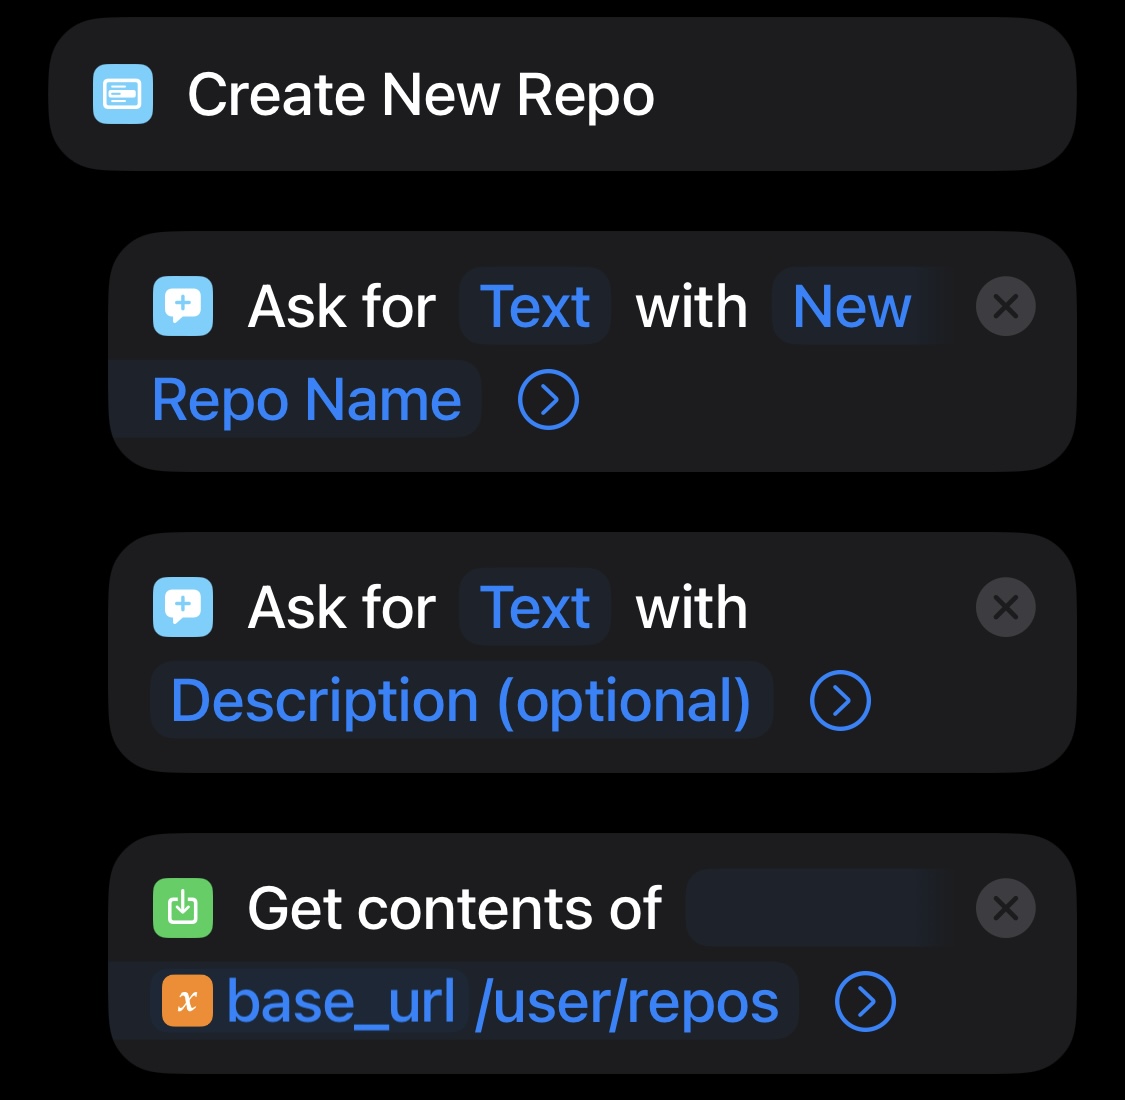 Create New Repo
Ask for Text with New
Repo Name
Ask for Text with
Description (optional)
Get contents of
x base_url /user/repos